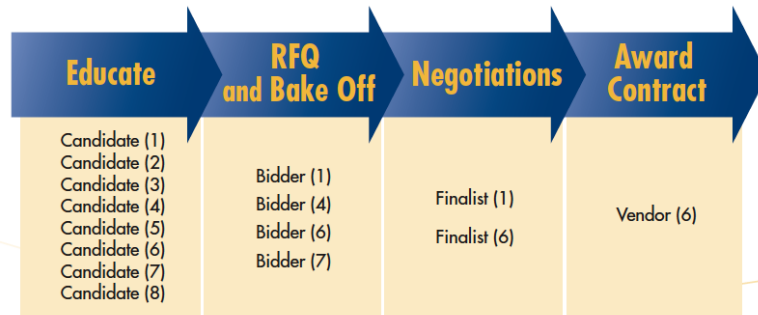 Educate
Candidate (1)
Candidate (2)
Candidate (3)
Candidate (4)
Candidate (5)
Candidate (6)
Candidate (7)
Candidate (8)
RFQ
and Bake Off
Bidder (1)
Bidder (4)
Bidder (6)
Bidder (7)
Negotiations
Finalist (1)
Finalist (6)
Award
Contract
Vendor (6)